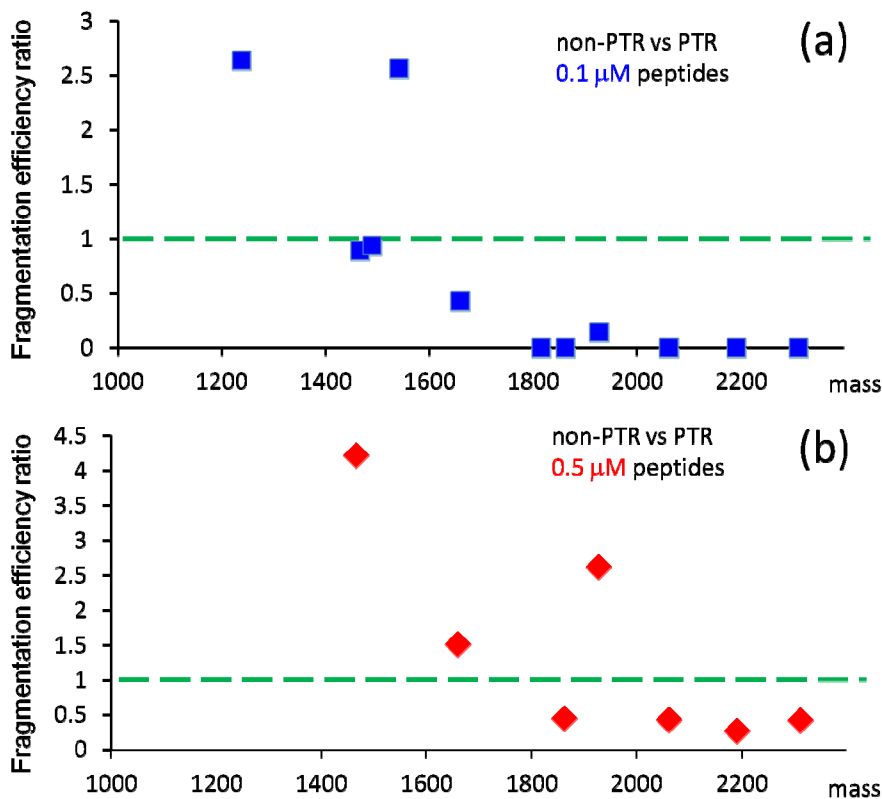 (a)
non-PTR vs PTR
0.1 μM peptides
Fragmentation efficiency ratio
3
2.5
2
1.5
1
0.5
0
1000 1200 1400 1600 1800 2000 2200 mass
(b)
non-PTR vs PTR
0.5 μM peptides
Fragmentation efficiency ratio
4.5
4
3.5
3
2.5
2
1.5
1
0.5
0
1000 1200 1400 1600 1800 2000 2200 mass